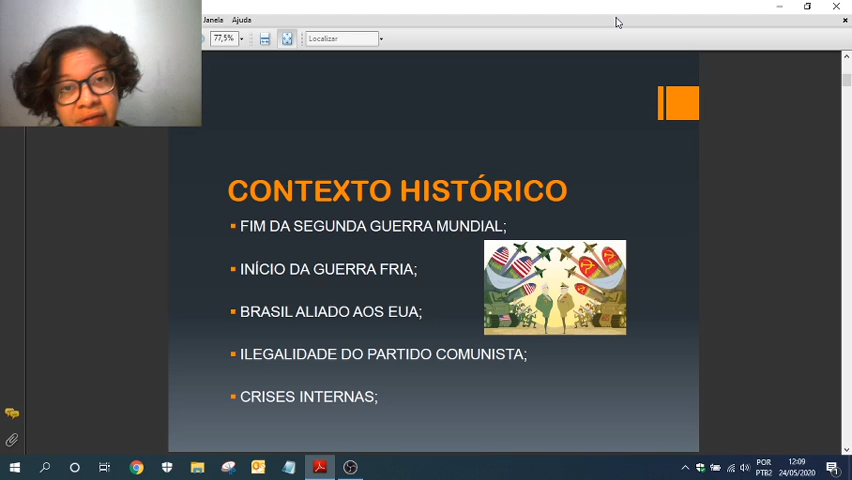 Janela Ajuda
77,5%
Localizar
CONTEXTO HISTÓRICO
FIM DA SEGUNDA GUERRA MUNDIAL;
INÍCIO DA GUERRA FRIA;
BRASIL ALIADO AOS EUA;
ILEGALIDADE DO PARTIDO COMUNISTA;
CRISES INTERNAS;
POR 12:09
PTB2 24/05/2020
1